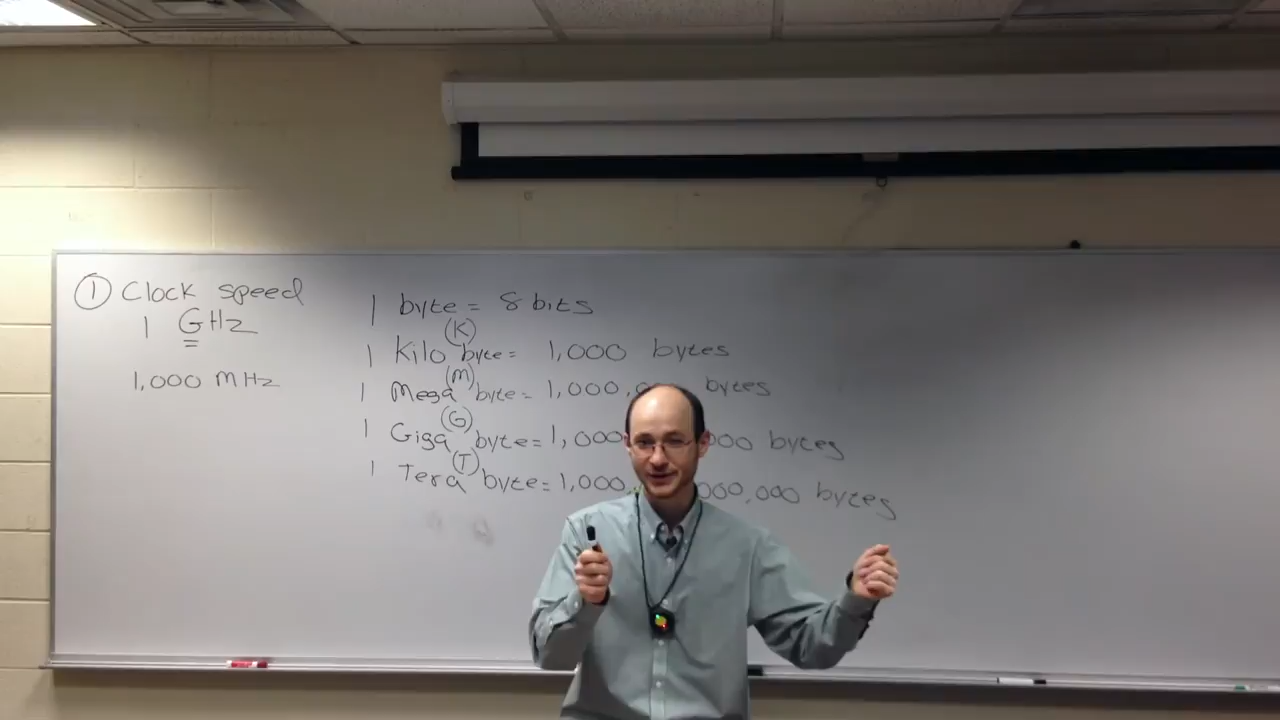 ① Clock speed
1 GHz
1,000 MHz
1 byte = 8 bits
(K)
1 Kilo byte = 1,000 bytes
(M)
1 Mega byte = 1,000, bytes
(G)
1 Giga byte = 1,000 000 bytes
(T)
1 Tera byte = 1,000, 000,000 bytes